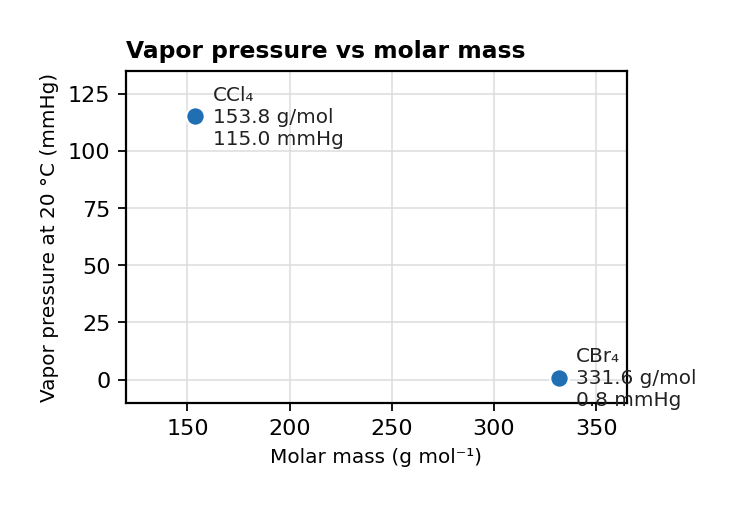 Vapor pressure vs molar mass
Vapor pressure at 20 °C (mmHg)
125
100
75
50
25
0
CCl₄
153.8 g/mol
115.0 mmHg
CBr₄
331.6 g/mol
0.8 mmHg
150
200
250
300
350
Molar mass (g mol⁻¹)